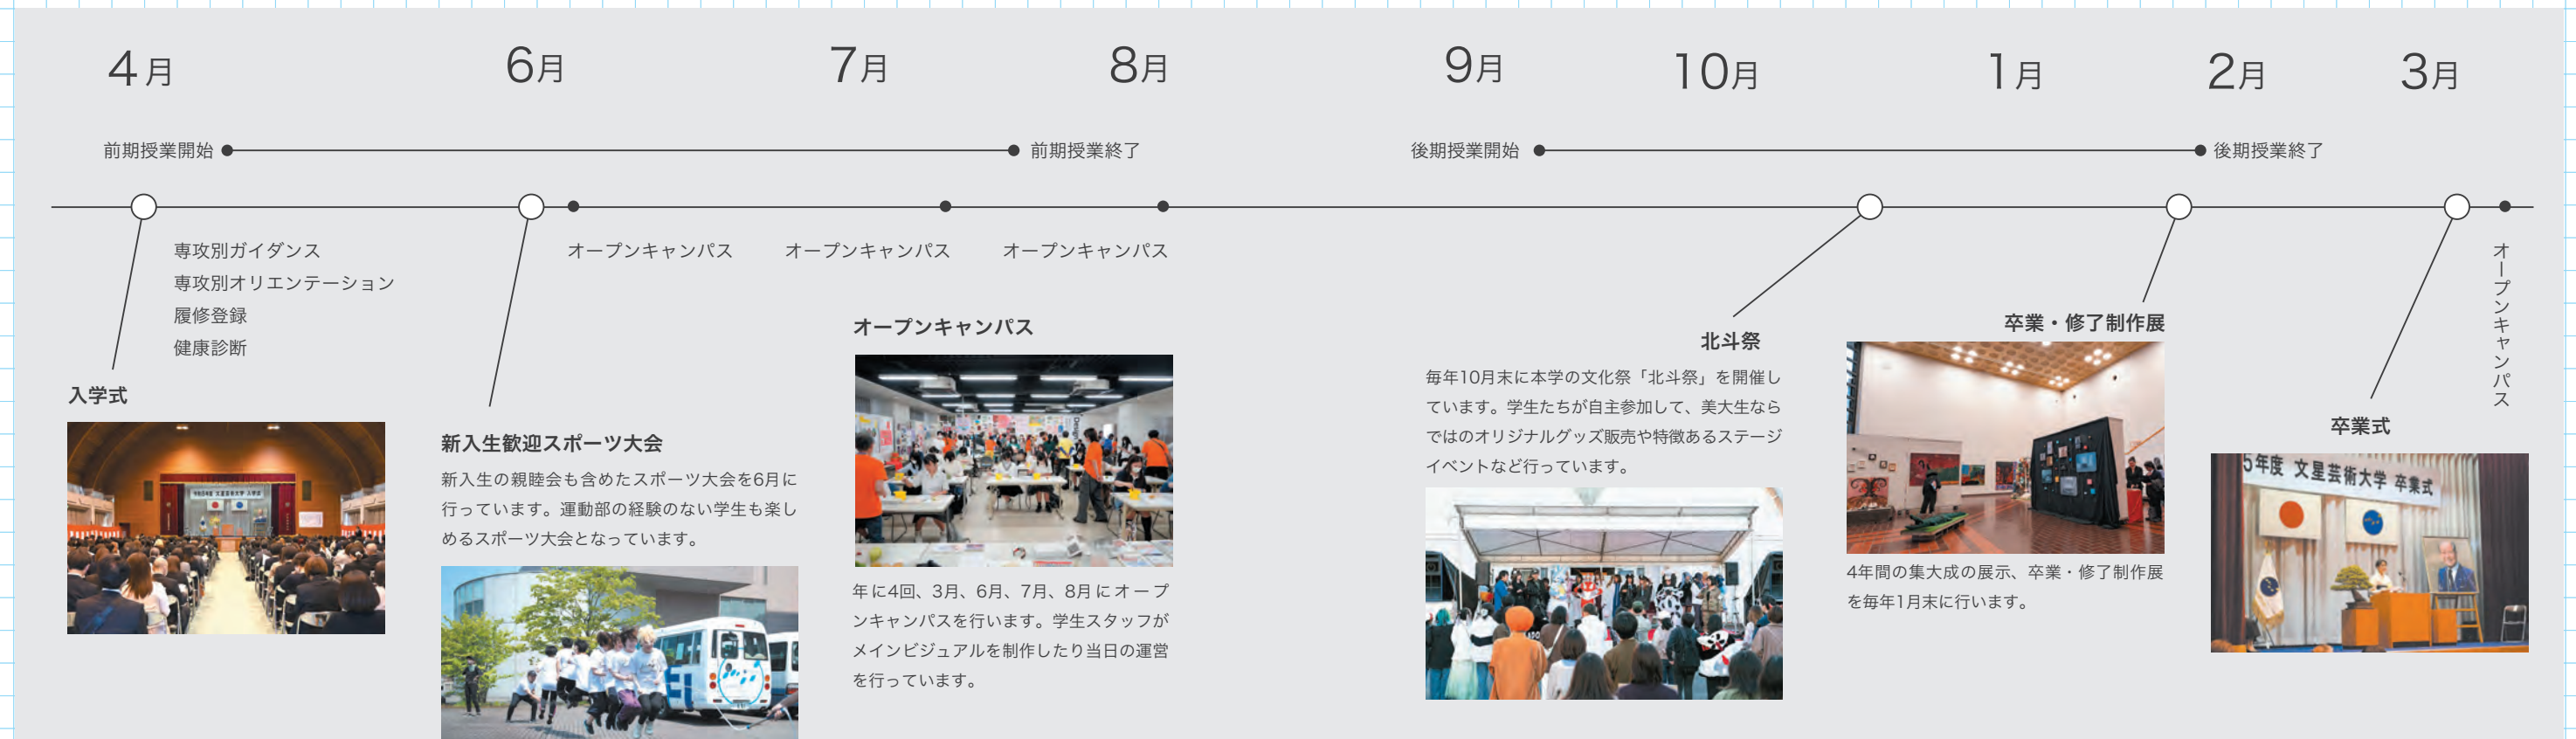 4月
6月
7月
8月
9月
10月
1月
2月
3月
前期授業開始
前期授業終了
後期授業開始
後期授業終了
専攻別ガイダンス
専攻別オリエンテーション
履修登録
健康診断
オープンキャンパス
オープンキャンパス
オープンキャンパス
オープンキャンパス
入学式
令和5年度 文星芸術大学 入学式
新入生歓迎スポーツ大会
新入生の親睦会も含めたスポーツ大会を6月に
行っています。運動部の経験のない学生も楽し
めるスポーツ大会となっています。
オープンキャンパス
年に4回、3月、6月、7月、8月にオープ
ンキャンパスを行います。学生スタッフが
メインビジュアルを制作したり当日の運営
を行っています。
北斗祭
毎年10月末に本学の文化祭「北斗祭」を開催し
ています。学生たちが自主参加して、美大生なら
ではのオリジナルグッズ販売や特徴あるステージ
イベントなど行っています。
卒業・修了制作展
4年間の集大成の展示、卒業・修了制作展
を毎年1月末に行います。
卒業式
5年度 文星芸術大学 卒業式